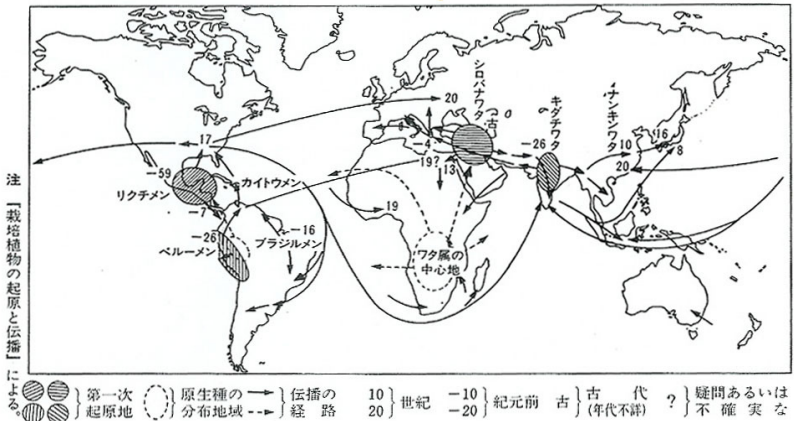 20
シロバナワタ
古
キダチワタ
ナンキンワタ
17
8
-4
19?
13
-26
10
16
8
20
-59
カイトウメン
リクチメン
-7
19
-26
-16
ペルーメン
ブラジルメン
ワタ属の
中心地
注 『栽培植物の起原と伝播』による。
第一次
起原地
原生種の
分布地域
伝播の
経路
10
20
世紀
-10
-20
紀元前
古
古代
(年代不詳)
?
疑問あるいは
不確実な